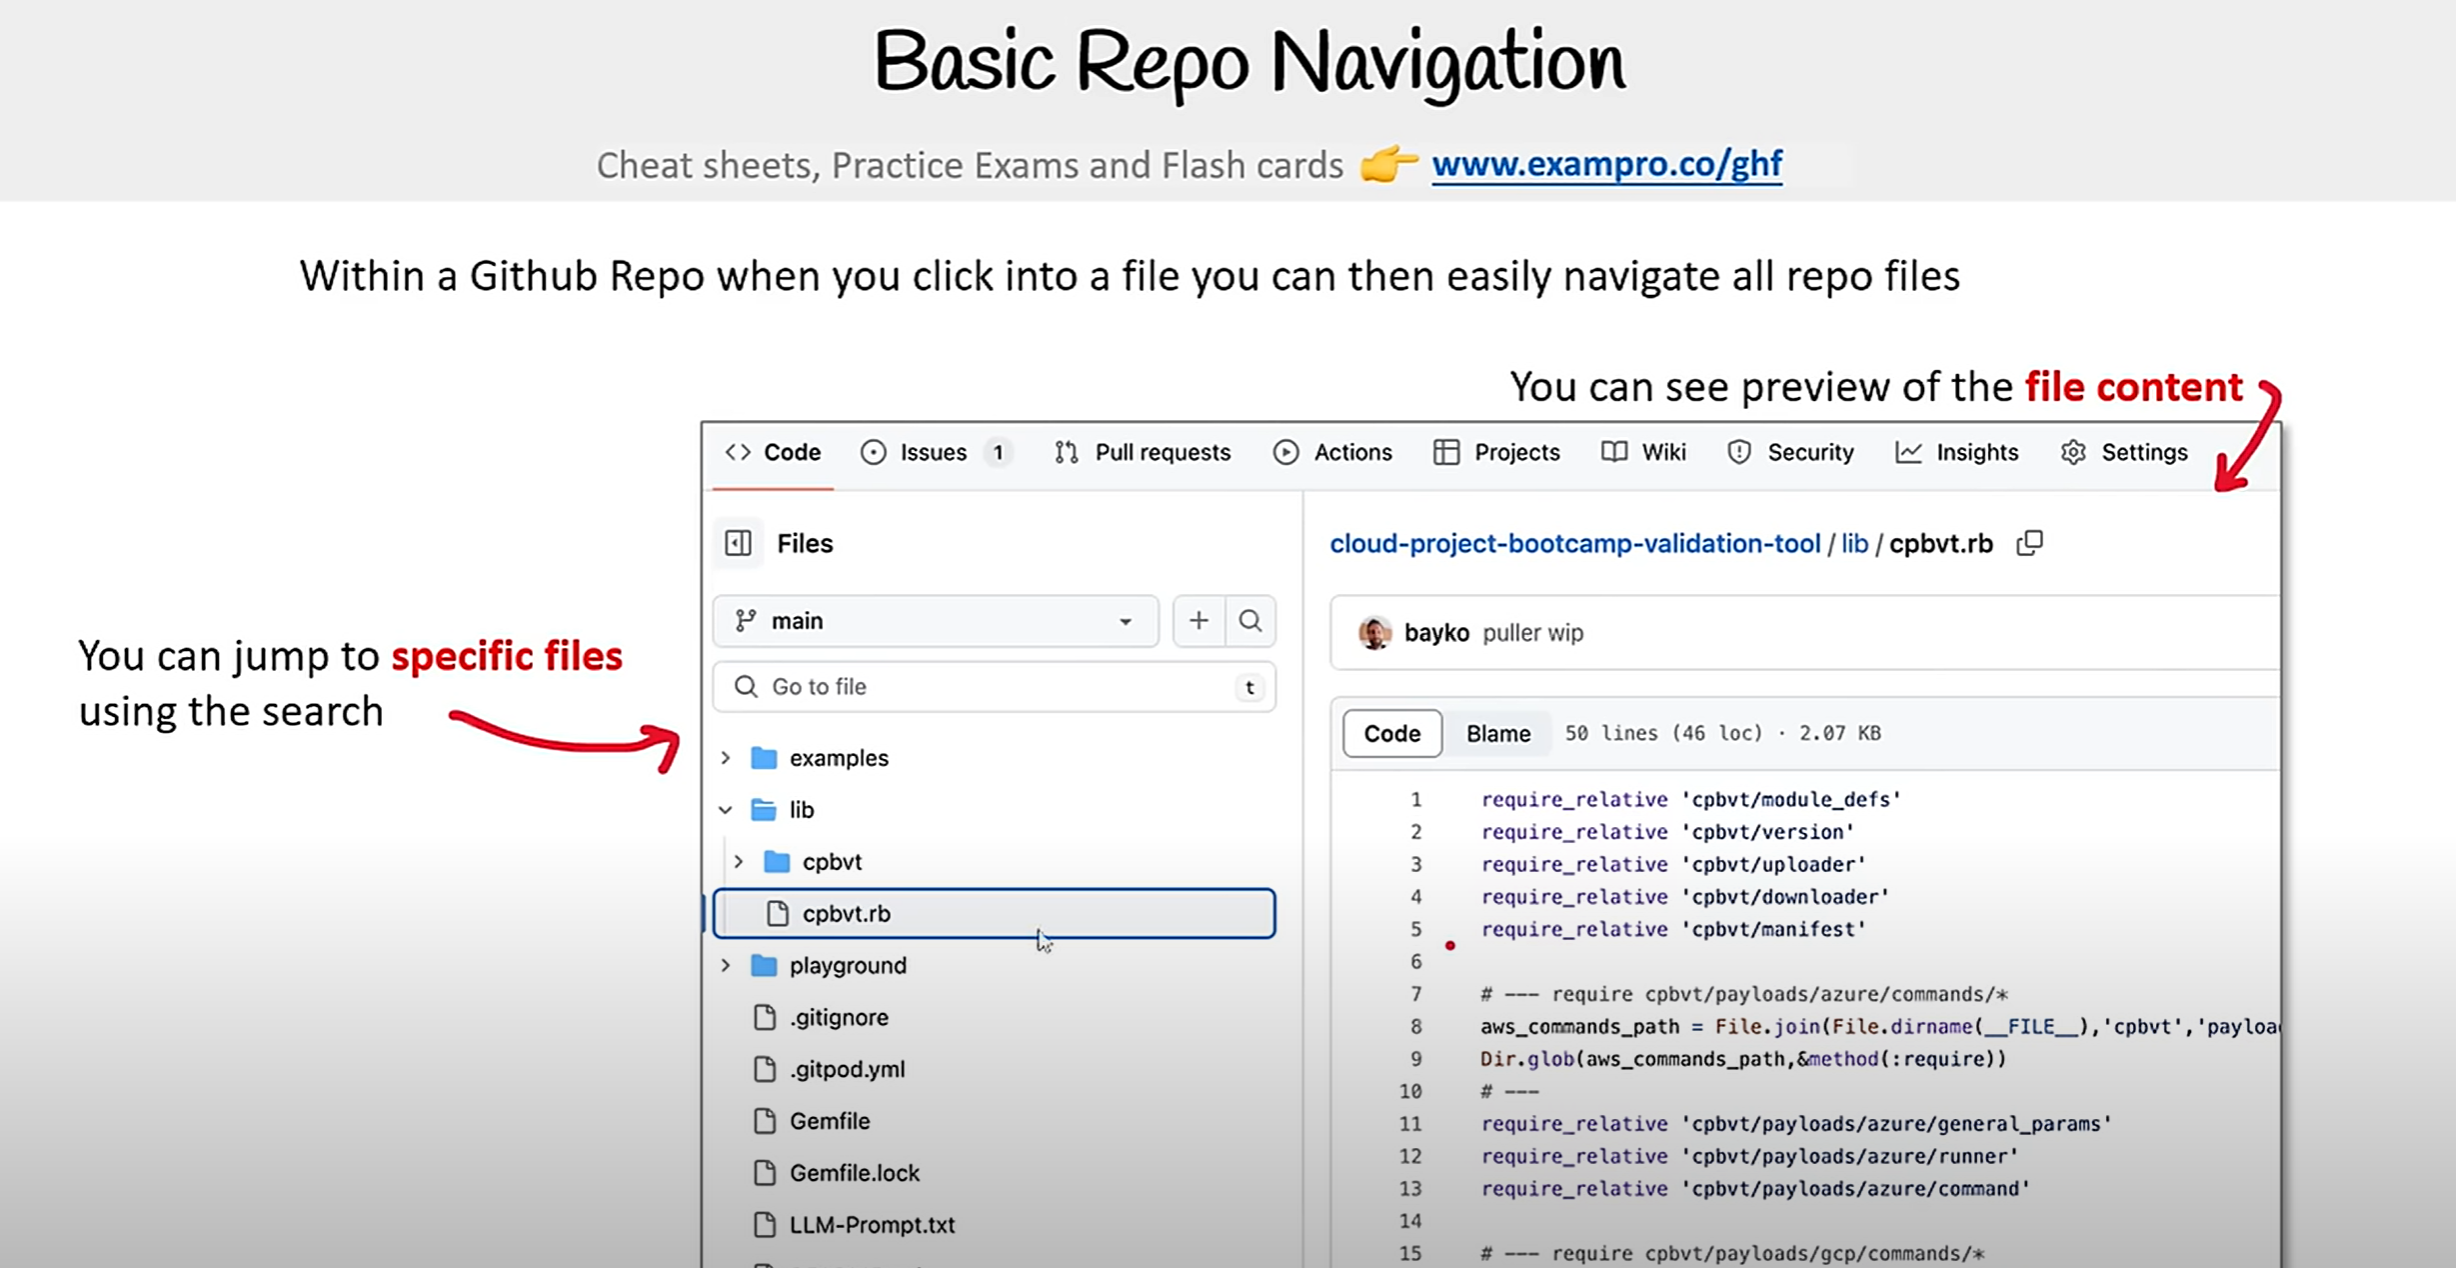 Basic Repo Navigation
Cheat sheets, Practice Exams and Flash cards 👉 www.exampro.co/ghf
Within a Github Repo when you click into a file you can then easily navigate all repo files
You can see preview of the file content
Code Issues 1 Pull requests Actions Projects Wiki Security Insights Settings
You can jump to specific files
using the search
Files
main
Go to file t
examples
lib
cpbvt
cpbvt.rb
playground
.gitignore
.gitpod.yml
Gemfile
Gemfile.lock
LLM-Prompt.txt
cloud-project-bootcamp-validation-tool / lib / cpbvt.rb
bayko puller wip
Code Blame 50 lines (46 loc) · 2.07 KB
1 require_relative 'cpbvt/module_defs'
2 require_relative 'cpbvt/version'
3 require_relative 'cpbvt/uploader'
4 require_relative 'cpbvt/downloader'
5 require_relative 'cpbvt/manifest'
6
7 # --- require cpbvt/payloads/azure/commands/*
8 aws_commands_path = File.join(File.dirname(__FILE__),'cpbvt','payloa
9 Dir.glob(aws_commands_path,&method(:require))
10 # ---
11 require_relative 'cpbvt/payloads/azure/general_params'
12 require_relative 'cpbvt/payloads/azure/runner'
13 require_relative 'cpbvt/payloads/azure/command'
14
15 # --- require cpbvt/payloads/gcp/commands/*